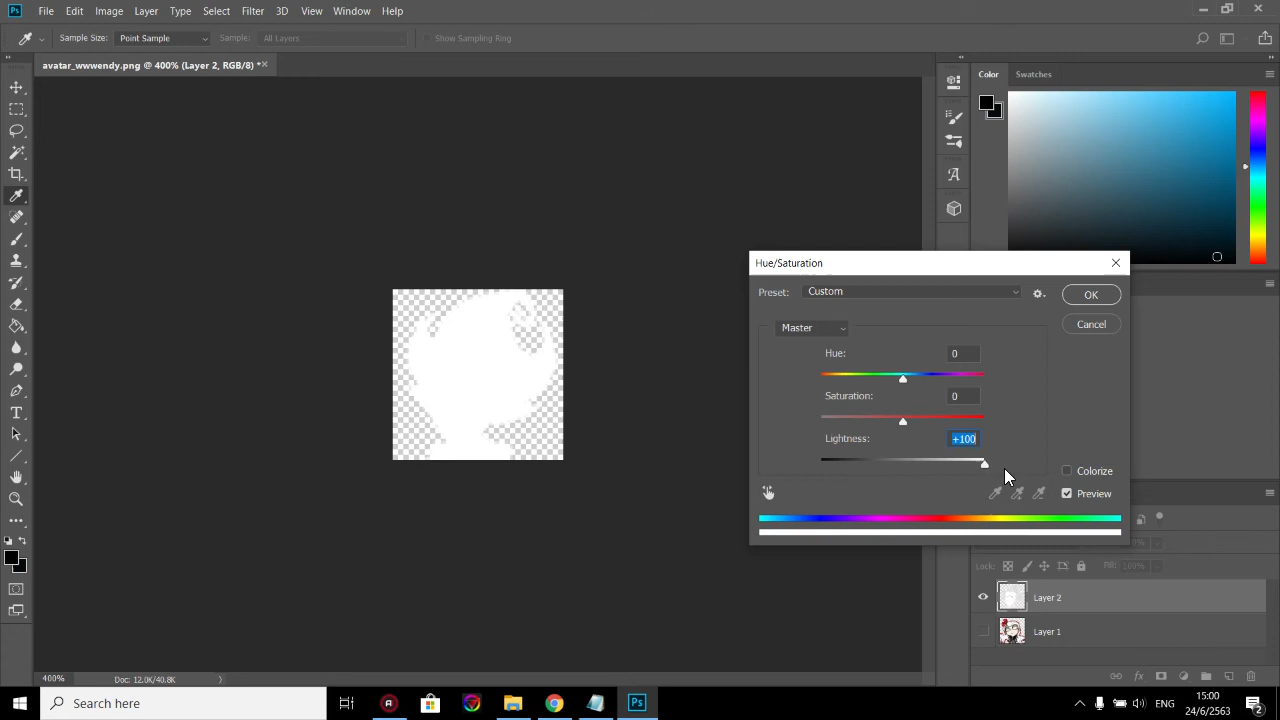 Ps File Edit Image Layer Type Select Filter 3D View Window Help
Sample Size: Point Sample Sample: All Layers Show Sampling Ring
avatar_wwwendy.png @ 400% (Layer 2, RGB/8) *
Color Swatches
Hue/Saturation
Preset: Custom
OK
Master
Cancel
Hue: 0
Saturation: 0
Lightness: +100
Colorize
Preview
Lock: Fill: 100%
Layer 2
Layer 1
400% Doc: 12.0K/40.8K
Search here
ENG
15:00
24/6/2563